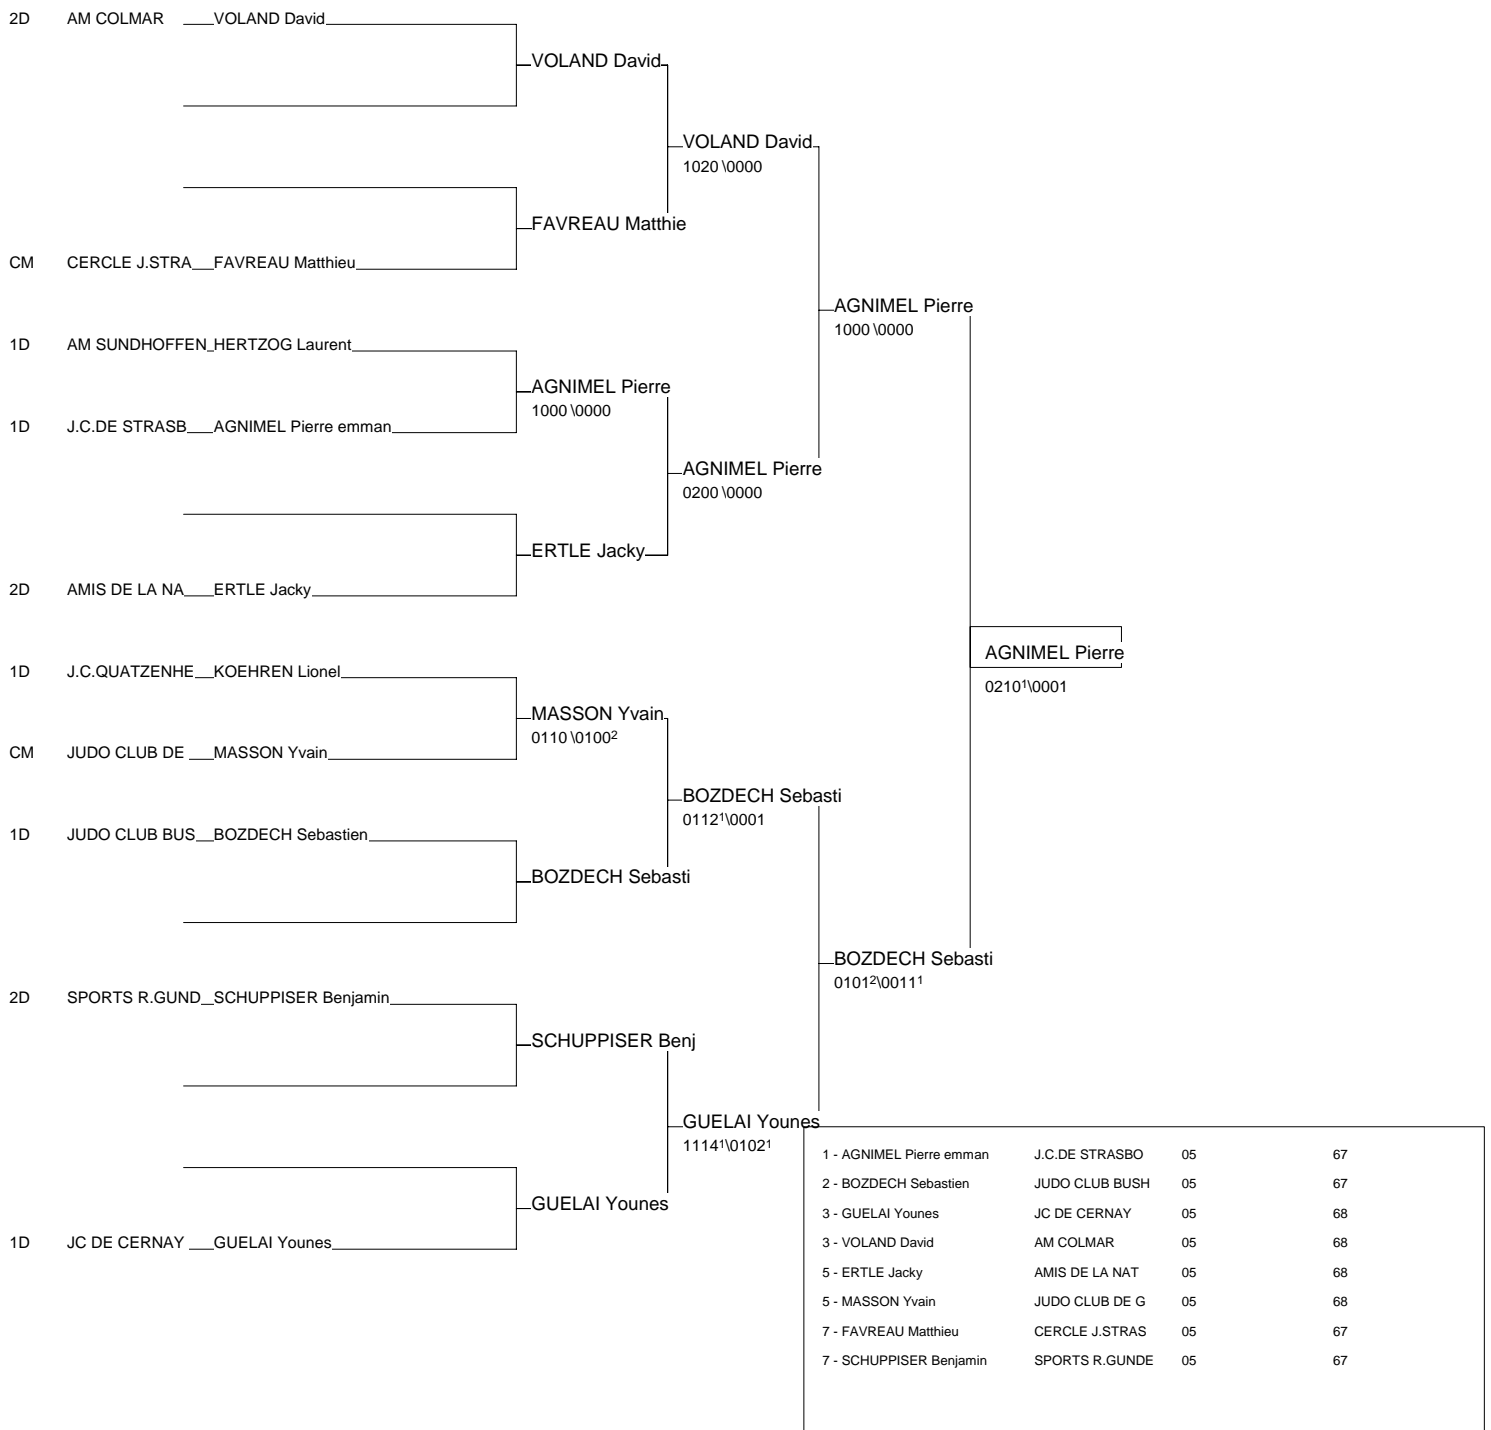 2D AM COLMAR VOLAND David
VOLAND David
VOLAND David
1020 \0000
FAVREAU Matthie
CM CERCLE J.STRA FAVREAU Matthieu
AGNIMEL Pierre
1000 \0000
1D AM SUNDHOFFEN HERTZOG Laurent
AGNIMEL Pierre
1000 \0000
1D J.C.DE STRASB AGNIMEL Pierre emman
AGNIMEL Pierre
0200 \0000
ERTLE Jacky
2D AMIS DE LA NA ERTLE Jacky
AGNIMEL Pierre
0210¹\0001
1D J.C.QUATZENHE KOEHREN Lionel
MASSON Yvain
0110 \0100²
CM JUDO CLUB DE MASSON Yvain
BOZDECH Sebasti
0112¹\0001
1D JUDO CLUB BUS BOZDECH Sebastien
BOZDECH Sebasti
BOZDECH Sebasti
0101²\0011¹
2D SPORTS R.GUND SCHUPPISER Benjamin
SCHUPPISER Benj
GUELAI Younes
1114¹\0102¹
GUELAI Younes
1D JC DE CERNAY GUELAI Younes
1 - AGNIMEL Pierre emman J.C.DE STRASBO 05 67
2 - BOZDECH Sebastien JUDO CLUB BUSH 05 67
3 - GUELAI Younes JC DE CERNAY 05 68
3 - VOLAND David AM COLMAR 05 68
5 - ERTLE Jacky AMIS DE LA NAT 05 68
5 - MASSON Yvain JUDO CLUB DE G 05 68
7 - FAVREAU Matthieu CERCLE J.STRAS 05 67
7 - SCHUPPISER Benjamin SPORTS R.GUNDE 05 67